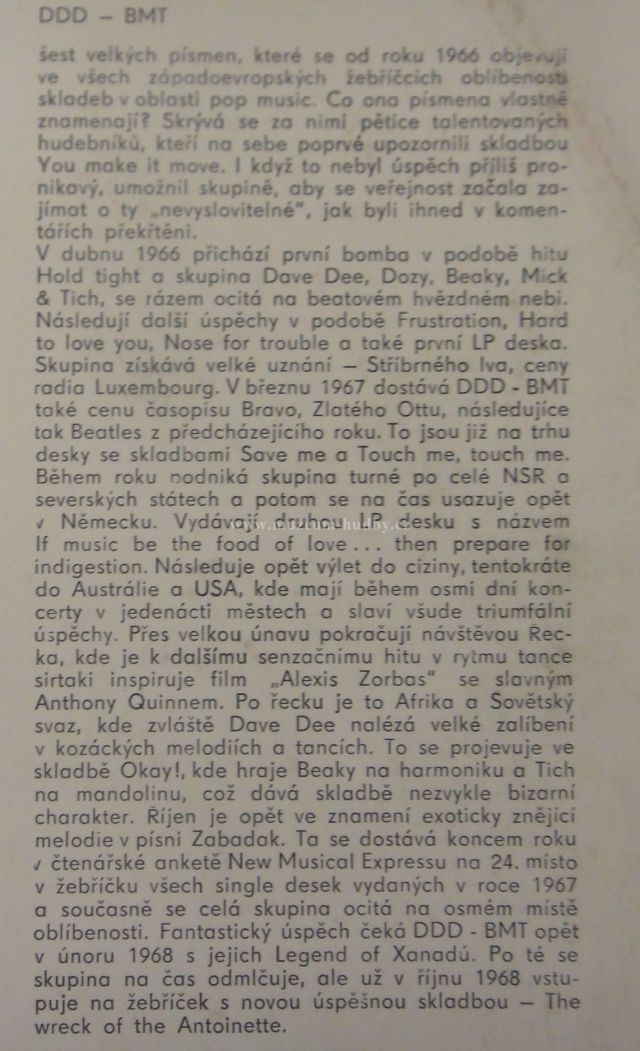 DDD – BMT
šest velkých písmen, které se od roku 1966 objevují
ve všech západoevropských žebříčcích oblíbenosti
skladeb v oblasti pop music. Co ona písmena vlastně
znamenají? Skrývá se za nimi pětice talentovaných
hudebníků, kteří na sebe poprvé upozornili skladbou
You make it move. I když to nebyl úspěch příliš pro-
nikavý, umožnil skupině, aby se veřejnost začala za-
jímat o ty „nevyslovitelné“, jak byli ihned v komen-
tářích překřtěni.
V dubnu 1966 přichází první bomba v podobě hitu
Hold tight a skupina Dave Dee, Dozy, Beaky, Mick
& Tich, se rázem ocitá na beatovém hvězdném nebi.
Následují další úspěchy v podobě Frustration, Hard
to love you, Nose for trouble a také první LP deska.
Skupina získává velké uznání – Stříbrného lva, ceny
radia Luxembourg. V březnu 1967 dostává DDD - BMT
také cenu časopisu Bravo, Zlatého Ottu, následujíce
tak Beatles z předcházejícího roku. To jsou již na trhu
desky se skladbami Save me a Touch me, touch me.
Během roku podniká skupina turné po celé NSR a
severských státech a potom se na čas usazuje opět
v Německu. Vydávají druhou LP desku s názvem
If music be the food of love... then prepare for
indigestion. Následuje opět výlet do ciziny, tentokráte
do Austrálie a USA, kde mají během osmi dní kon-
certy v jedenácti městech a slaví všude triumfální
úspěchy. Přes velkou únavu pokračují návštěvou Řec-
ka, kde je k dalšímu senzačnímu hitu v rytmu tance
sirtaki inspiruje film „Alexis Zorbas“ se slavným
Anthony Quinnem. Po řecku je to Afrika a Sovětský
svaz, kde zvláště Dave Dee nalézá velké zalíbení
v kozáckých melodiích a tancích. To se projevuje ve
skladbě Okay!, kde hraje Beaky na harmoniku a Tich
na mandolinu, což dává skladbě nezvykle bizarní
charakter. Říjen je opět ve znamení exoticky znějící
melodie v písni Zabadak. Ta se dostává koncem roku
v čtenářské anketě New Musical Expressu na 24. místo
v žebříčku všech single desek vydaných v roce 1967
a současně se celá skupina ocitá na osmém místě
oblíbenosti. Fantastický úspěch čeká DDD - BMT opět
v únoru 1968 s jejich Legend of Xanadú. Po té se
skupina na čas odmlčuje, ale už v říjnu 1968 vstu-
puje na žebříček s novou úspěšnou skladbou – The
wreck of the Antoinette.